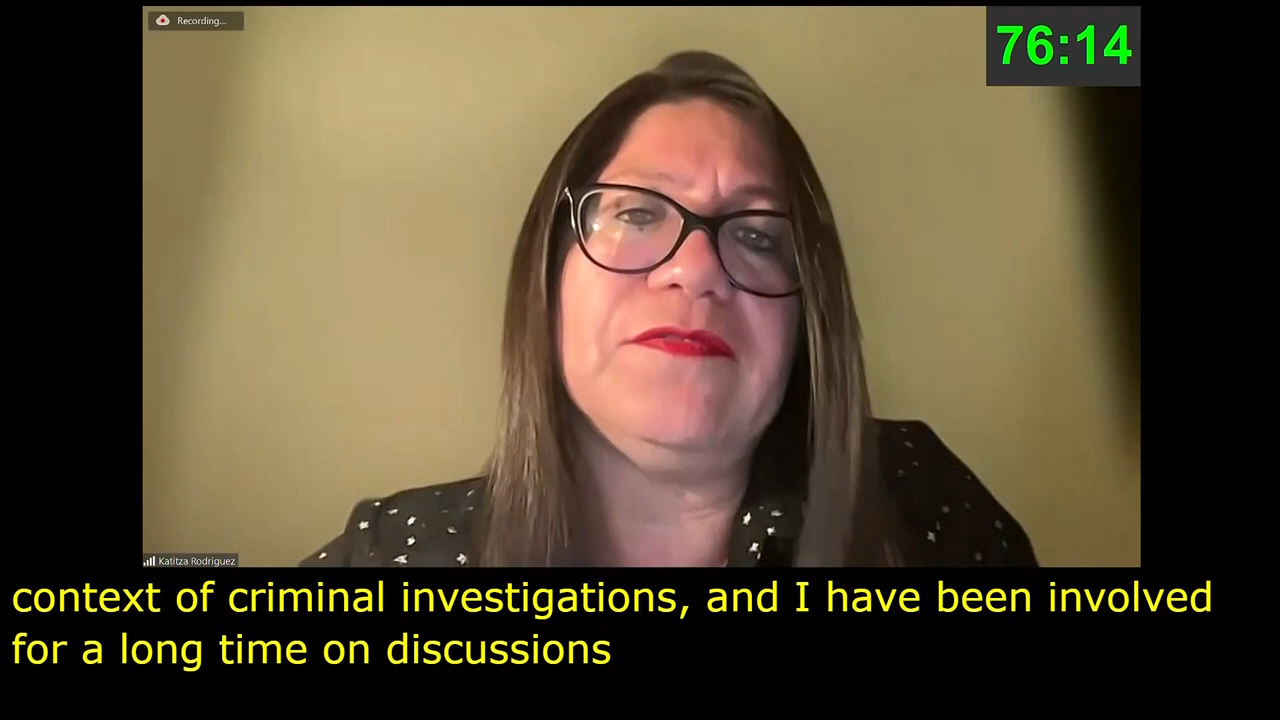 Recording...
76:14
Katitza Rodriguez
context of criminal investigations, and I have been involved
for a long time on discussions